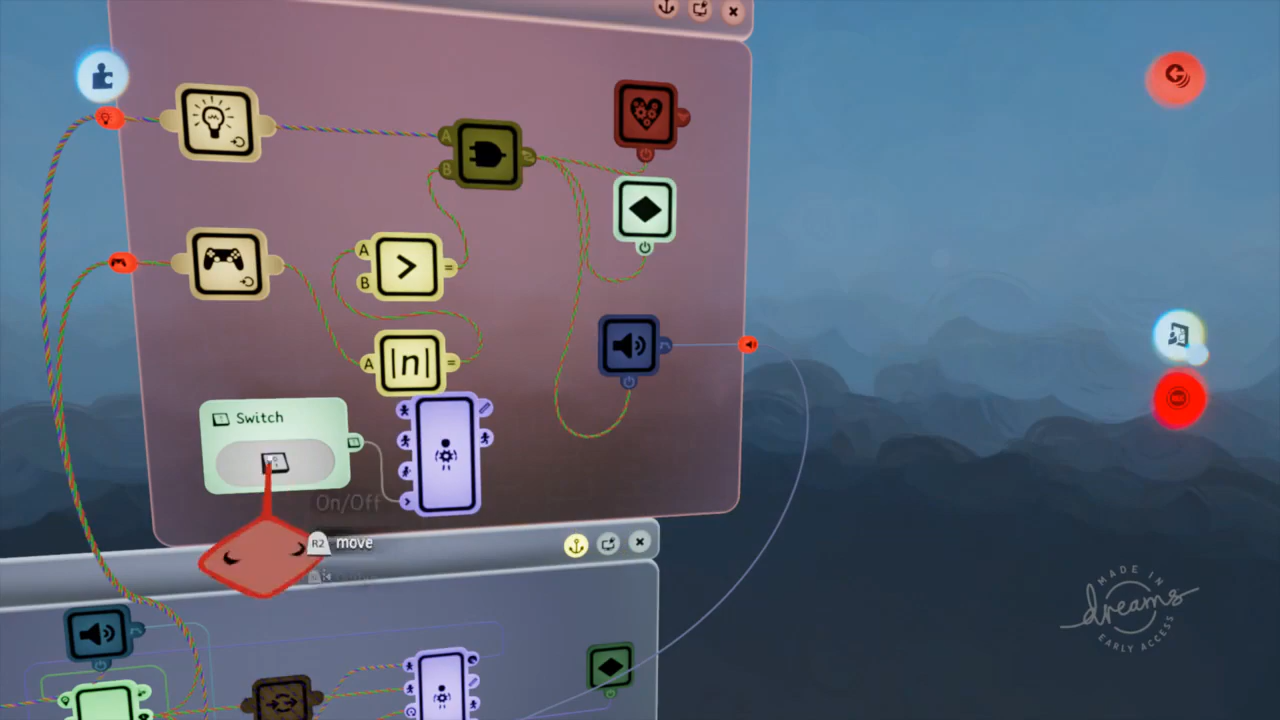 A
B
A
>
B
A
|n|
=
=
Switch
On/Off
R2 move
MADE IN
dreams
EARLY ACCESS